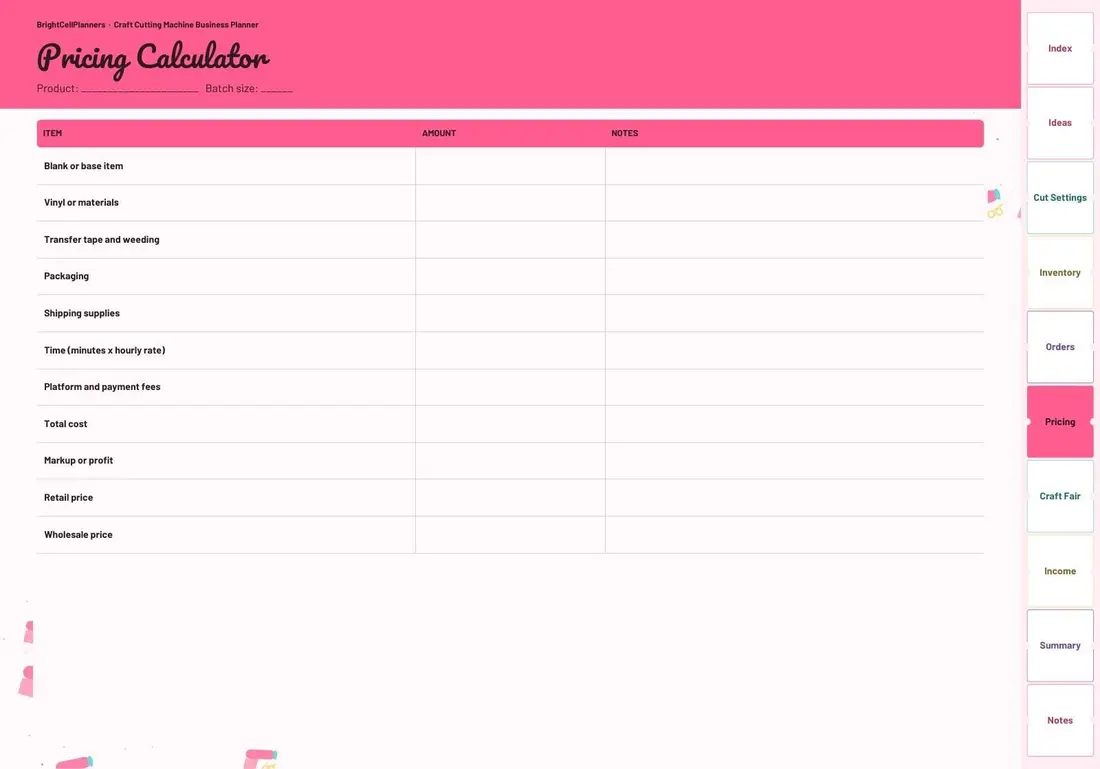 BrightCellPlanners · Craft Cutting Machine Business Planner
Pricing Calculator
Product: ______________________ Batch size: ______
ITEM AMOUNT NOTES
Blank or base item
Vinyl or materials
Transfer tape and weeding
Packaging
Shipping supplies
Time (minutes x hourly rate)
Platform and payment fees
Total cost
Markup or profit
Retail price
Wholesale price
Index
Ideas
Cut Settings
Inventory
Orders
Pricing
Craft Fair
Income
Summary
Notes